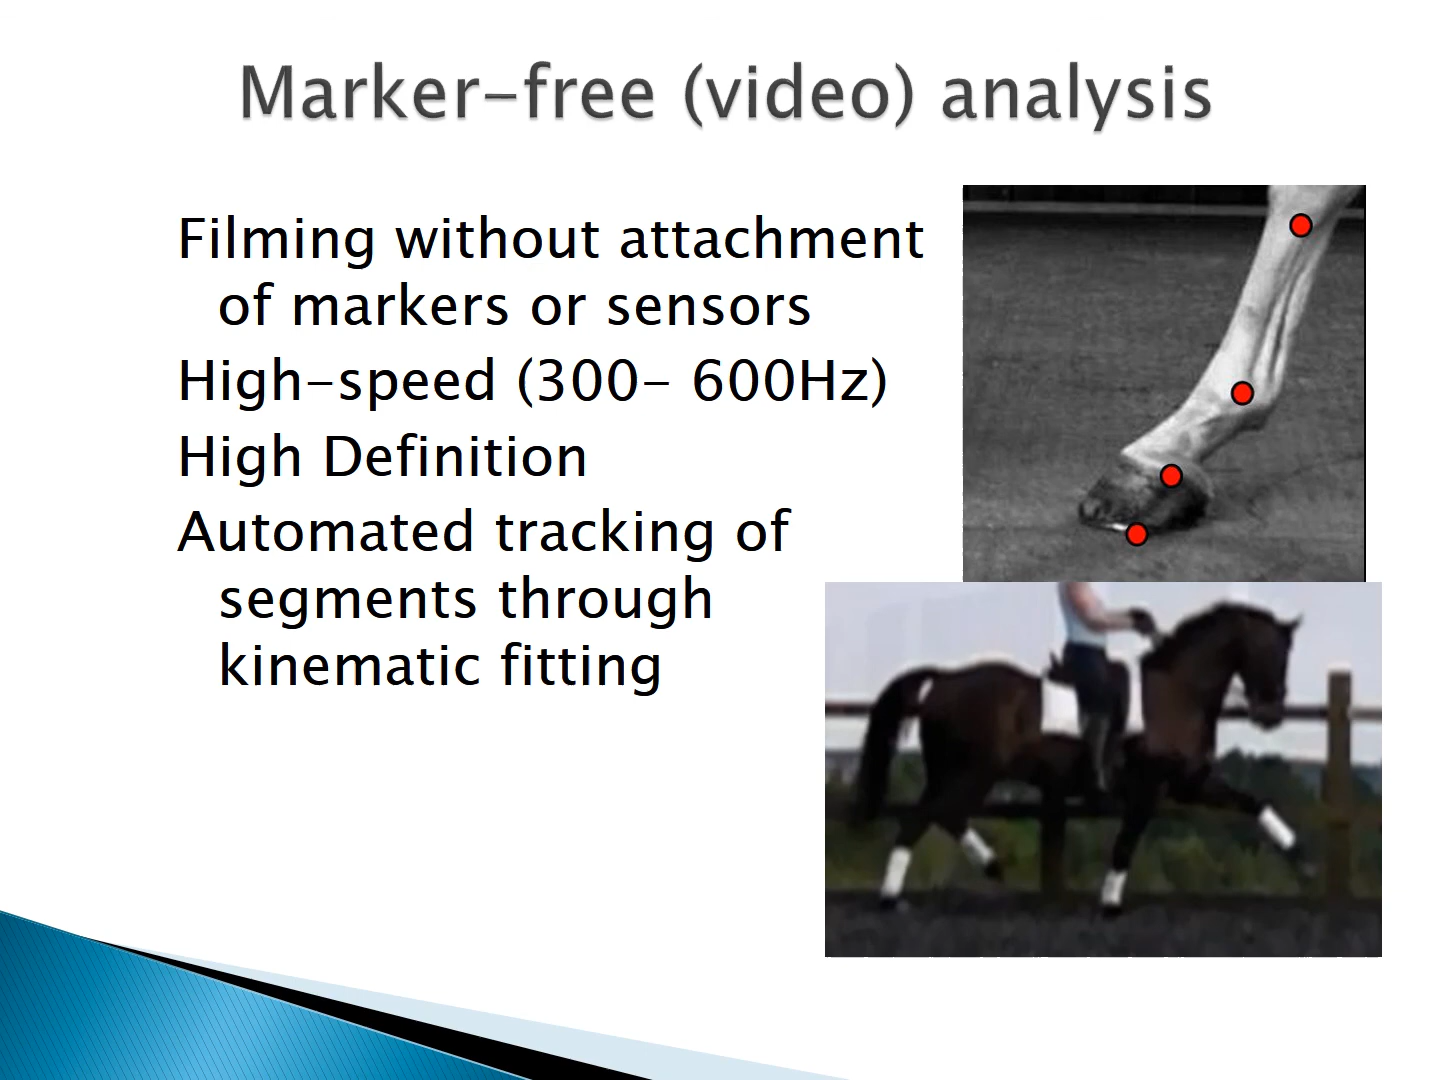 Marker-free (video) analysis
Filming without attachment
of markers or sensors
High-speed (300- 600Hz)
High Definition
Automated tracking of
segments through
kinematic fitting